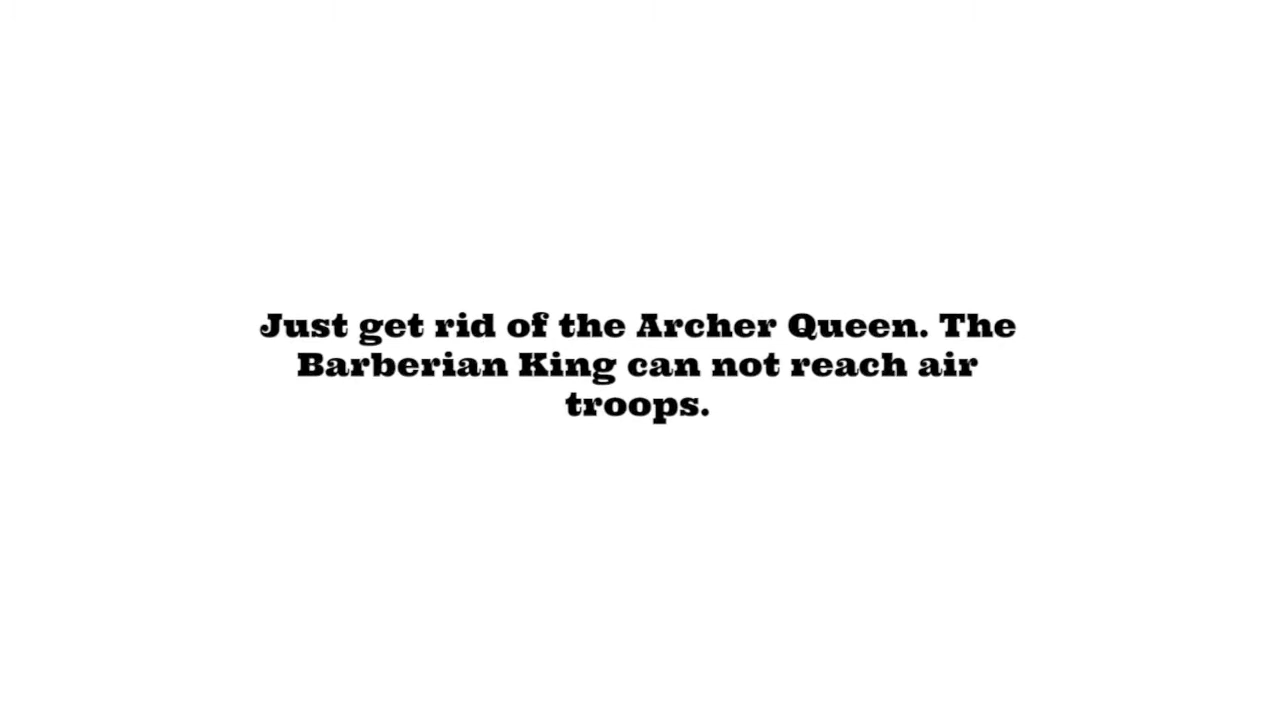 Just get rid of the Archer Queen. The
Barberian King can not reach air
troops.